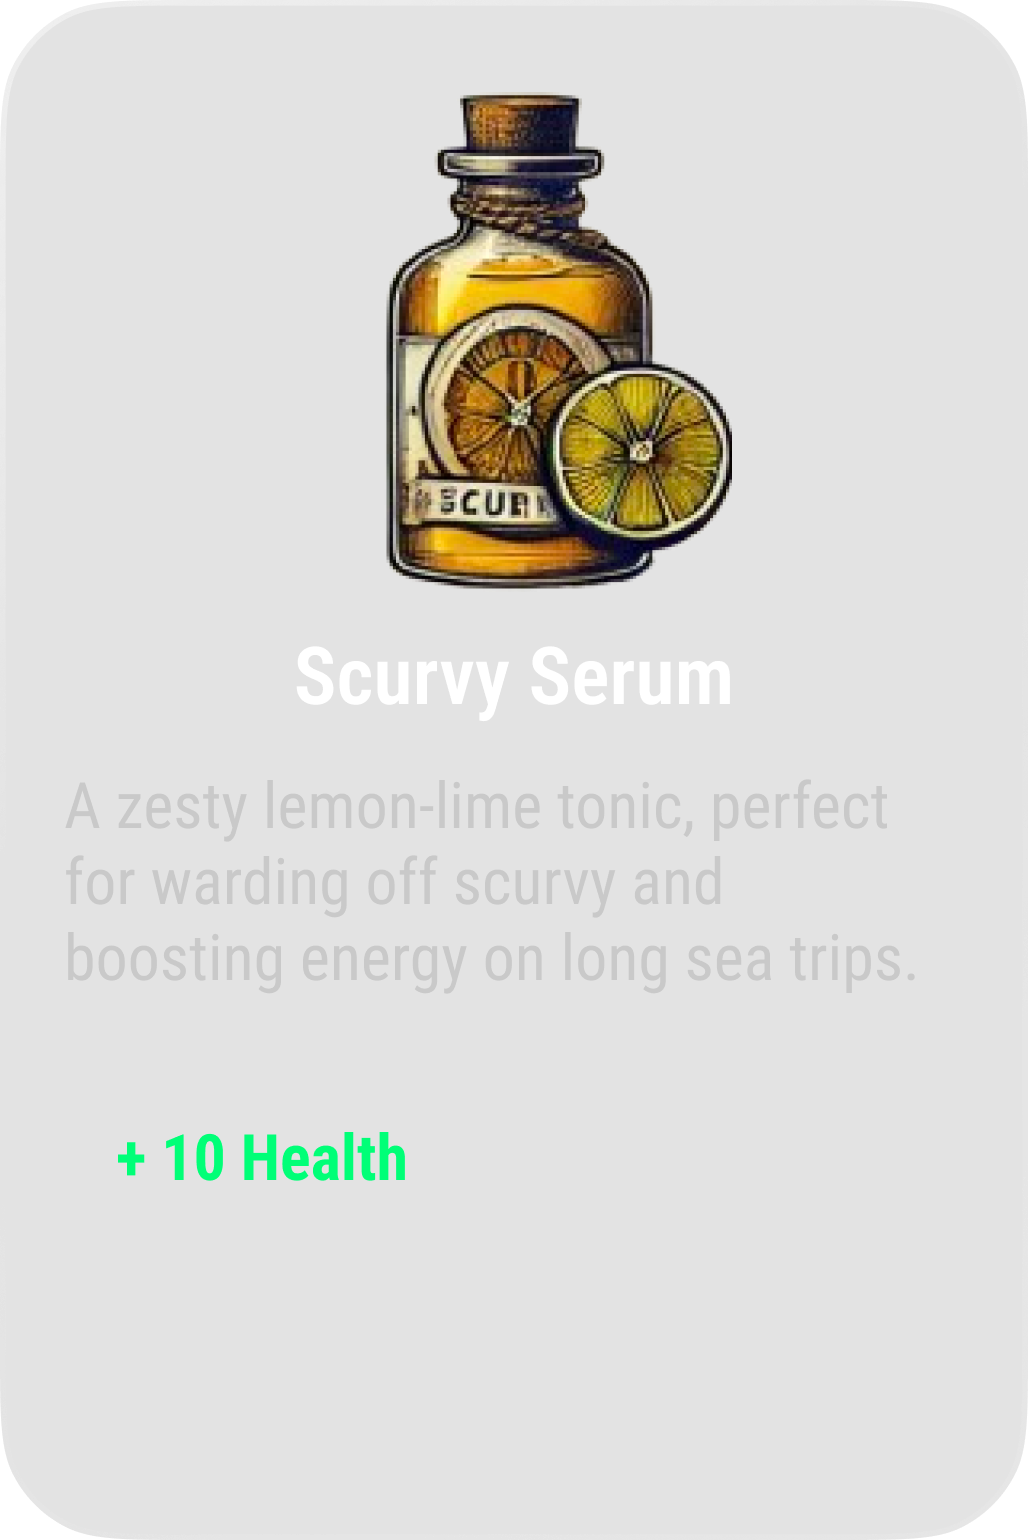 Scurvy Serum
A zesty lemon-lime tonic, perfect
for warding off scurvy and
boosting energy on long sea trips.
+ 10 Health